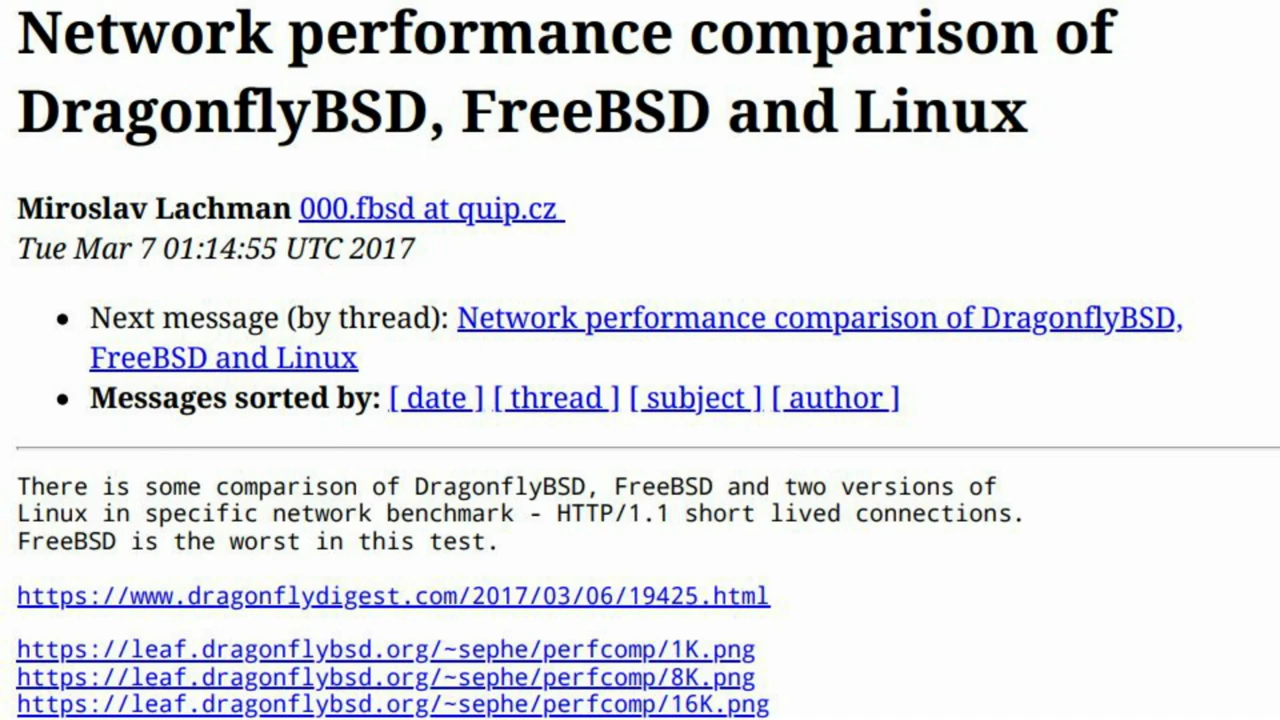 Network performance comparison of
DragonflyBSD, FreeBSD and Linux
Miroslav Lachman 000.fbsd at quip.cz
Tue Mar 7 01:14:55 UTC 2017
• Next message (by thread): Network performance comparison of DragonflyBSD,
FreeBSD and Linux
• Messages sorted by: [ date ] [ thread ] [ subject ] [ author ]
There is some comparison of DragonflyBSD, FreeBSD and two versions of
Linux in specific network benchmark - HTTP/1.1 short lived connections.
FreeBSD is the worst in this test.
https://www.dragonflydigest.com/2017/03/06/19425.html
https://leaf.dragonflybsd.org/~sephe/perfcomp/1K.png
https://leaf.dragonflybsd.org/~sephe/perfcomp/8K.png
https://leaf.dragonflybsd.org/~sephe/perfcomp/16K.png